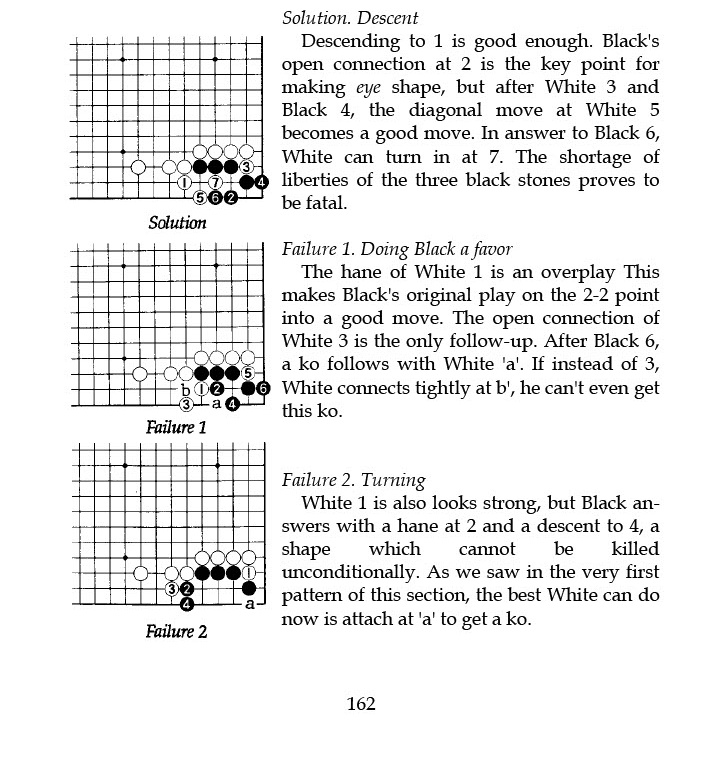 Solution. Descent
Descending to 1 is good enough. Black's
open connection at 2 is the key point for
making eye shape, but after White 3 and
Black 4, the diagonal move at White 5
becomes a good move. In answer to Black 6,
White can turn in at 7. The shortage of
liberties of the three black stones proves to
be fatal.
3
1 7 4
5 6 2
Solution
Failure 1. Doing Black a favor
The hane of White 1 is an overplay This
makes Black's original play on the 2-2 point
into a good move. The open connection of
White 3 is the only follow-up. After Black 6,
a ko follows with White 'a'. If instead of 3,
White connects tightly at b', he can't even get
this ko.
5
b 1 2 6
3 a 4
Failure 1
Failure 2. Turning
White 1 is also looks strong, but Black an-
swers with a hane at 2 and a descent to 4, a
shape which cannot be killed
unconditionally. As we saw in the very first
pattern of this section, the best White can do
now is attach at 'a' to get a ko.
1
3 2
4 a
Failure 2
162